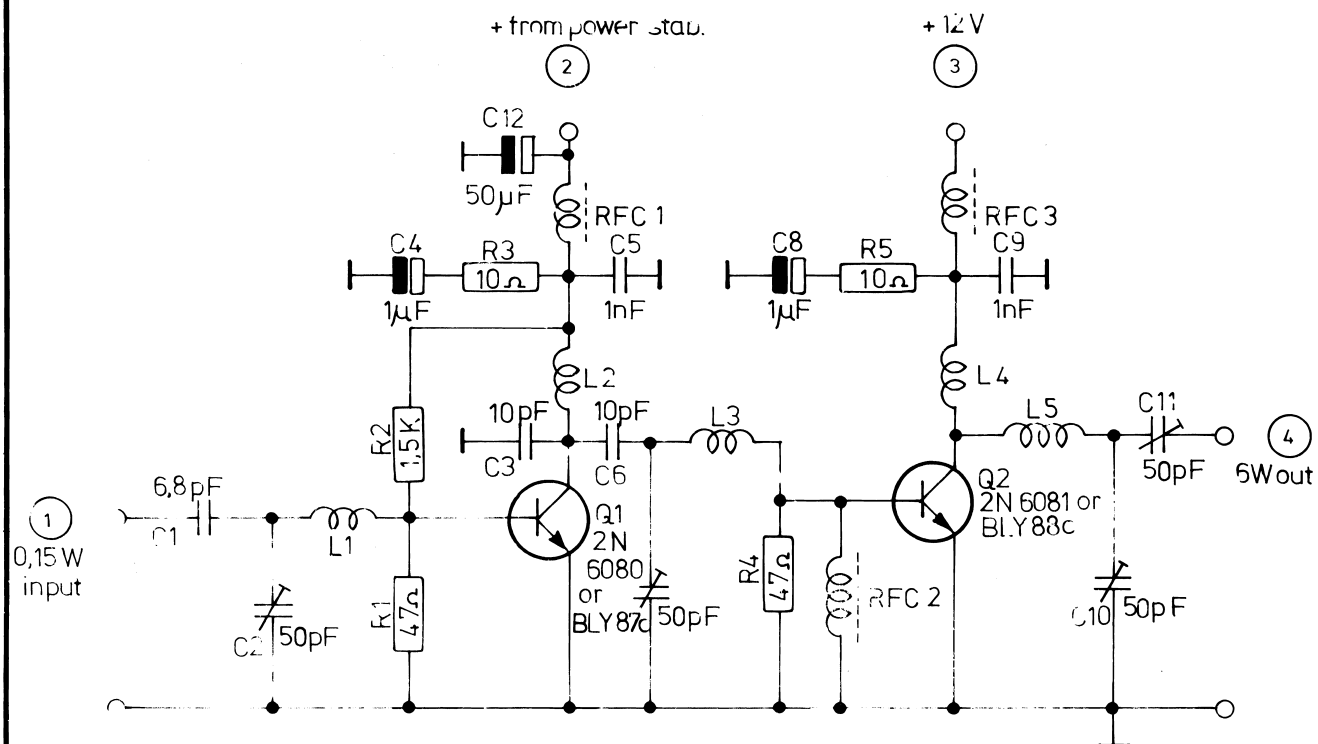 + from power stab.
+ 12V
2
3
C12
50µF
RFC 1
RFC 3
C4
R3
C5
C8
R5
C9
10Ω
10Ω
1µF
1nF
1µF
1nF
L2
L4
10pF
10pF
L3
L5
C11
R2
1,5K
C3
C6
50pF
4
6W out
6,8pF
1
C1
L1
Q1
2N
6080
or
BLY87c
Q2
2N 6081 or
BLY88c
0,15W
input
R1
47Ω
R4
47Ω
RFC 2
C2
50pF
50pF
C10
50pF